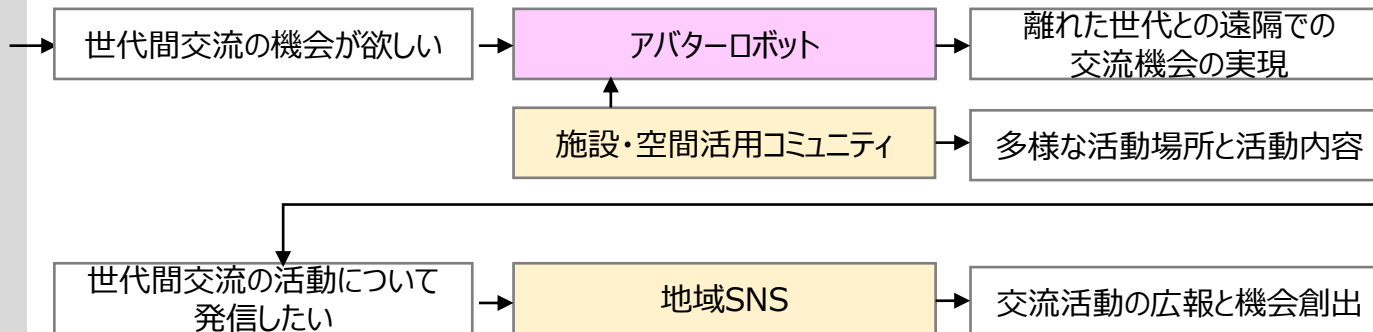 世代間交流の機会が欲しい
アバターロボット
離れた世代との遠隔での
交流機会の実現
施設・空間活用コミュニティ
多様な活動場所と活動内容
世代間交流の活動について
発信したい
地域SNS
交流活動の広報と機会創出